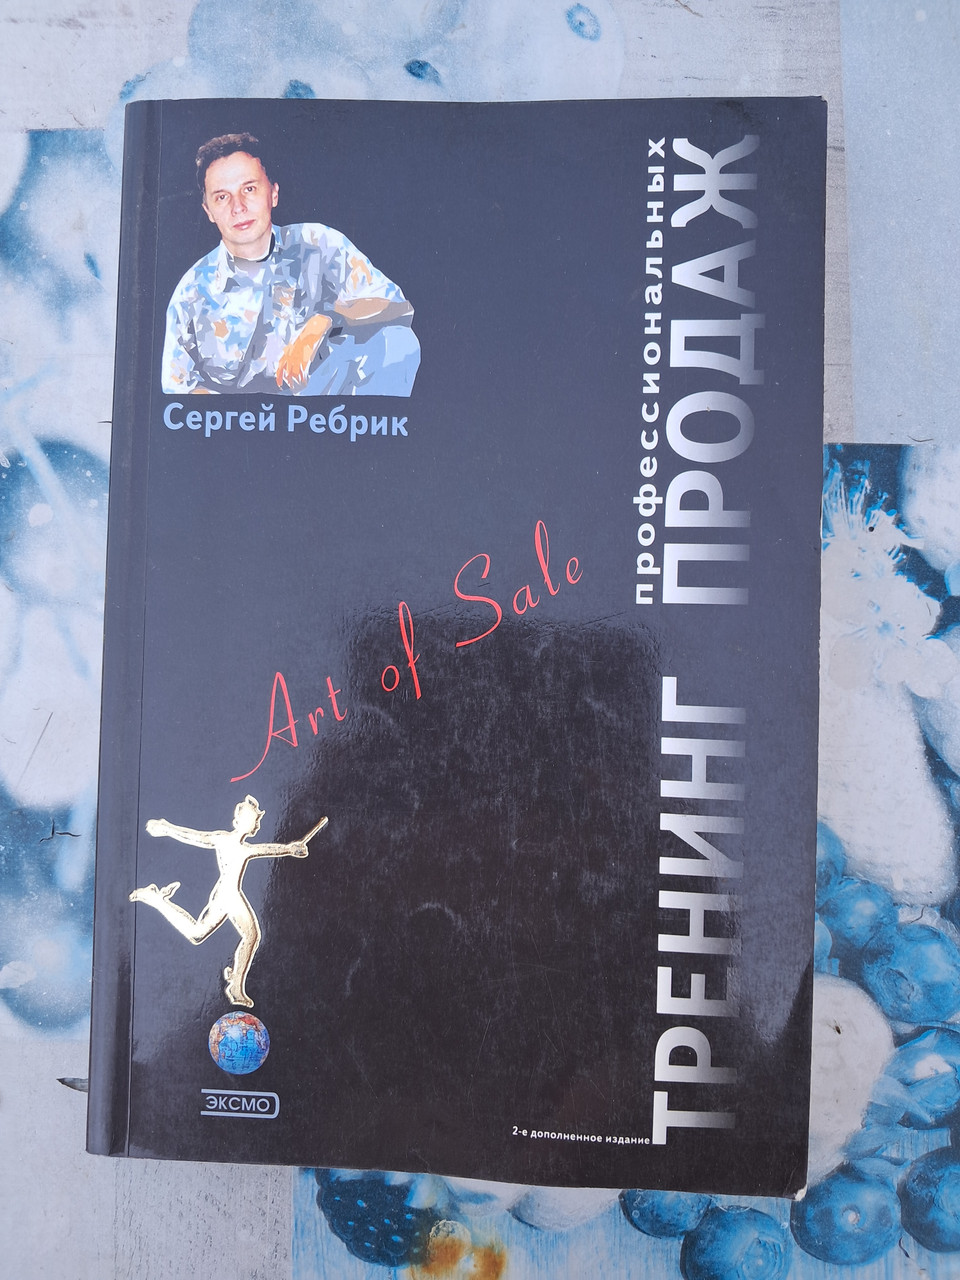 Сергей Ребрик
профессиональных
ТРЕНИНГ ПРОДАЖ
Art of Sale
ЭКСМО
2-е дополненное издание